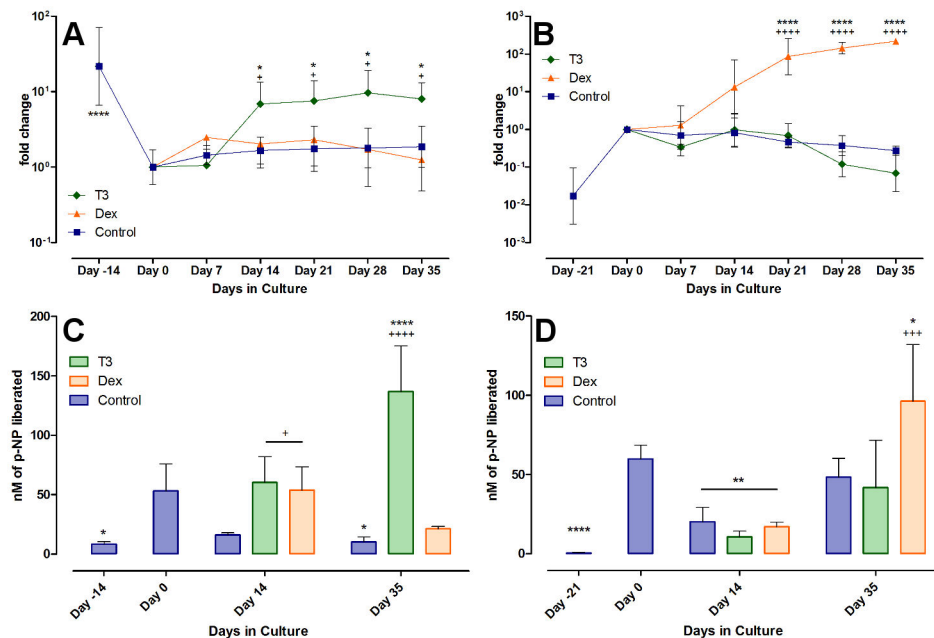 A
fold change
10²
10¹
10⁰
10⁻¹
****
*
+
*
+
*
+
*
+
T3
Dex
Control
Day -14 Day 0 Day 7 Day 14 Day 21 Day 28 Day 35
Days in Culture
B
fold change
10³
10²
10¹
10⁰
10⁻¹
10⁻²
10⁻³
****
++++
****
++++
****
++++
T3
Dex
Control
Day -21 Day 0 Day 7 Day 14 Day 21 Day 28 Day 35
Days in Culture
C
nM of p-NP liberated
200
150
100
50
0
T3
Dex
Control
*
+
*
****
++++
Day -14 Day 0 Day 14 Day 35
Days in Culture
D
nM of p-NP liberated
150
100
50
0
T3
Dex
Control
****
**
*
+++
Day -21 Day 0 Day 14 Day 35
Days in Culture